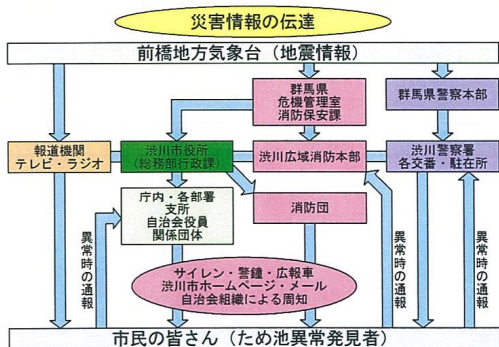 災害情報の伝達
前橋地方気象台(地震情報)
群馬県
危機管理室
消防保安課
群馬県警察本部
報道機関
テレビ・ラジオ
渋川市役所
(総務部行政課)
渋川広域消防本部
渋川警察署
各交番・駐在所
庁内・各部署
支所
自治会役員
関係団体
消防団
異常時の通報
サイレン・警鐘・広報車
渋川市ホームページ・メール
自治会組織による周知
異常時の通報
異常時の通報
市民の皆さん(ため池異常発見者)